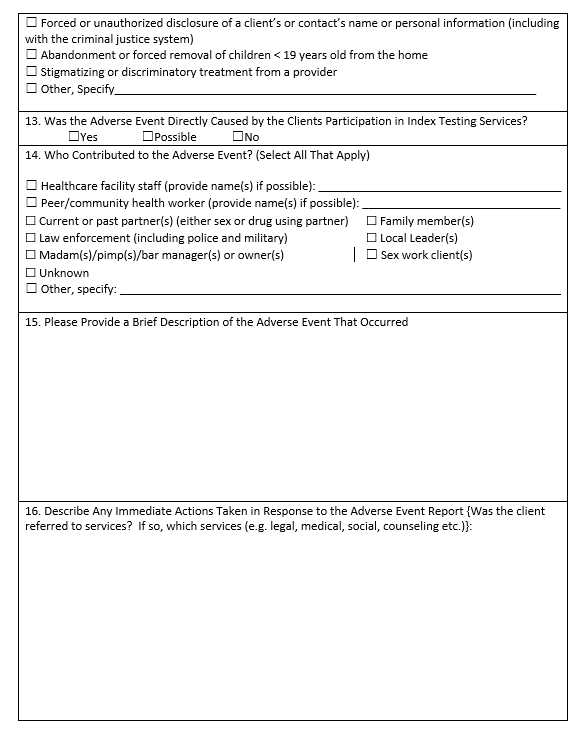 ☐ Forced or unauthorized disclosure of a client's or contact's name or personal information (including
with the criminal justice system)
☐ Abandonment or forced removal of children < 19 years old from the home
☐ Stigmatizing or discriminatory treatment from a provider
☐ Other, Specify____________________
13. Was the Adverse Event Directly Caused by the Clients Participation in Index Testing Services?
☐Yes ☐Possible ☐No
14. Who Contributed to the Adverse Event? (Select All That Apply)
☐ Healthcare facility staff (provide name(s) if possible): ____________________
☐ Peer/community health worker (provide name(s) if possible): ____________________
☐ Current or past partner(s) (either sex or drug using partner) ☐ Family member(s)
☐ Law enforcement (including police and military) ☐ Local Leader(s)
☐ Madam(s)/pimp(s)/bar manager(s) or owner(s) ☐ Sex work client(s)
☐ Unknown
☐ Other, specify: ____________________
15. Please Provide a Brief Description of the Adverse Event That Occurred
16. Describe Any Immediate Actions Taken in Response to the Adverse Event Report {Was the client
referred to services? If so, which services (e.g. legal, medical, social, counseling etc.)}: